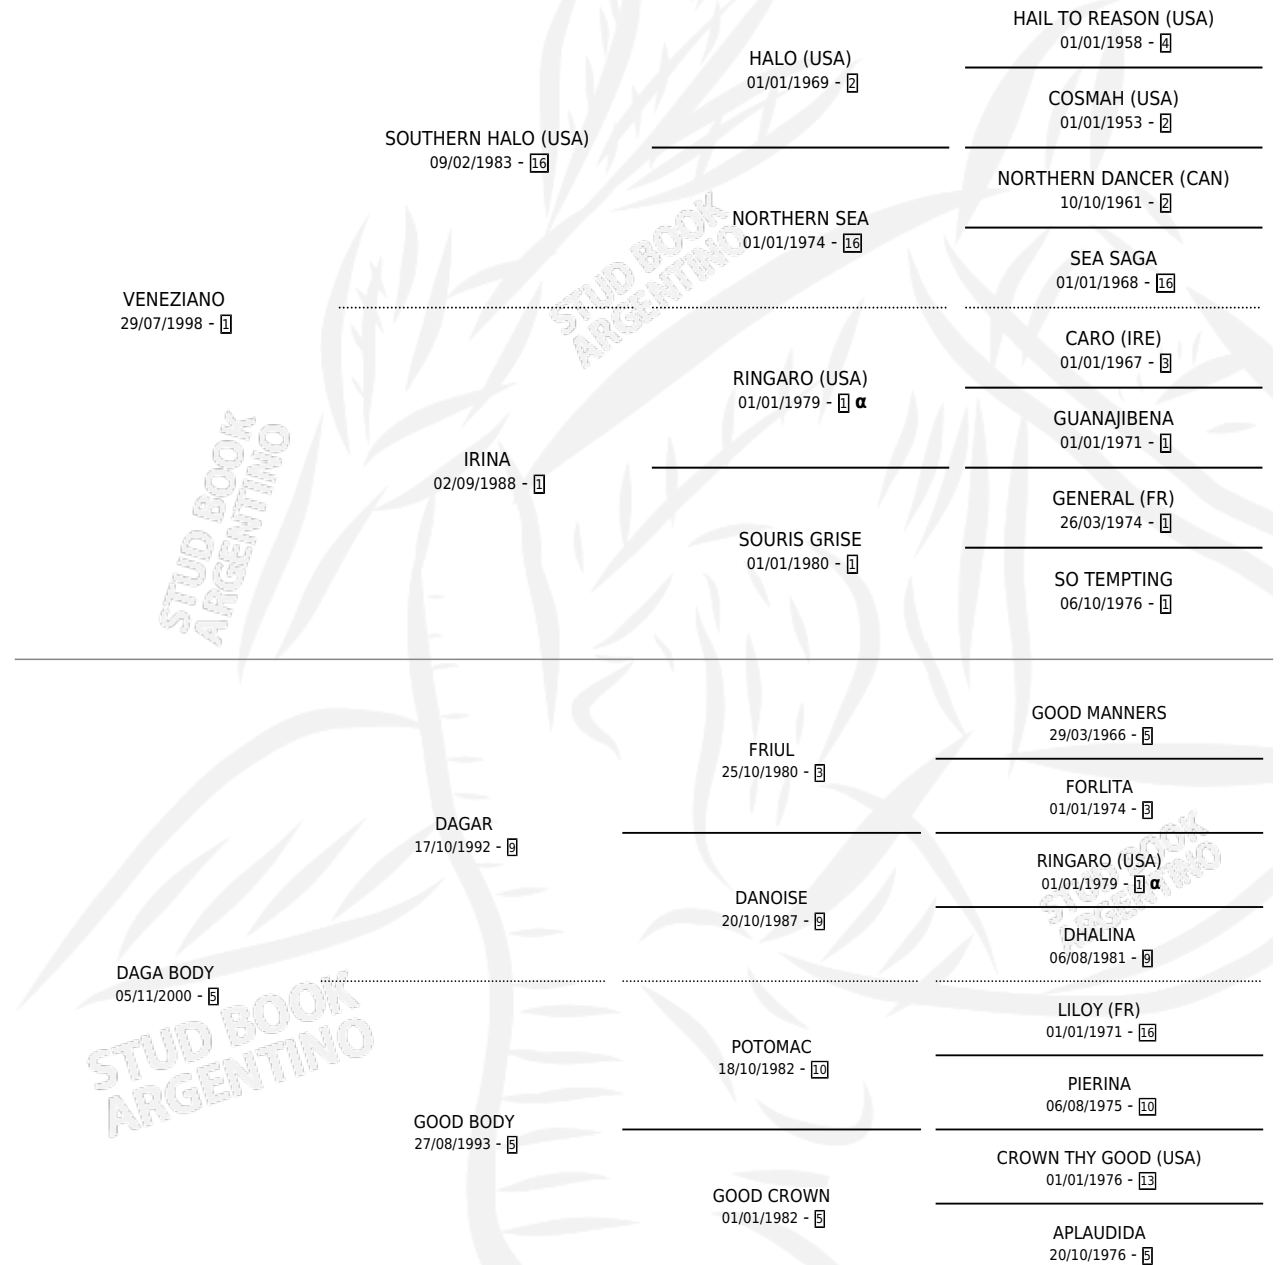 HAIL TO REASON (USA)
01/01/1958 - 4
HALO (USA)
01/01/1969 - 2
COSMAH (USA)
01/01/1953 - 2
SOUTHERN HALO (USA)
09/02/1983 - 16
NORTHERN DANCER (CAN)
10/10/1961 - 2
NORTHERN SEA
01/01/1974 - 16
SEA SAGA
01/01/1968 - 16
VENEZIANO
29/07/1998 - 1
CARO (IRE)
01/01/1967 - 3
RINGARO (USA)
01/01/1979 - 1 α
GUANAJIBENA
01/01/1971 - 1
IRINA
02/09/1988 - 1
GENERAL (FR)
26/03/1974 - 1
SOURIS GRISE
01/01/1980 - 1
SO TEMPTING
06/10/1976 - 1
GOOD MANNERS
29/03/1966 - 5
FRIUL
25/10/1980 - 3
FORLITA
01/01/1974 - 3
DAGAR
17/10/1992 - 9
RINGARO (USA)
01/01/1979 - 1 α
DANOISE
20/10/1987 - 9
DHALINA
06/08/1981 - 9
DAGA BODY
05/11/2000 - 5
LILOY (FR)
01/01/1971 - 16
POTOMAC
18/10/1982 - 10
PIERINA
06/08/1975 - 10
GOOD BODY
27/08/1993 - 5
CROWN THY GOOD (USA)
01/01/1976 - 13
GOOD CROWN
01/01/1982 - 5
APLAUDIDA
20/10/1976 - 5
STUD BOOK
ARGENTINO
STUD BOOK
ARGENTINO
STUD BOOK
ARGENTINO
STUD BOOK
ARGENTINO